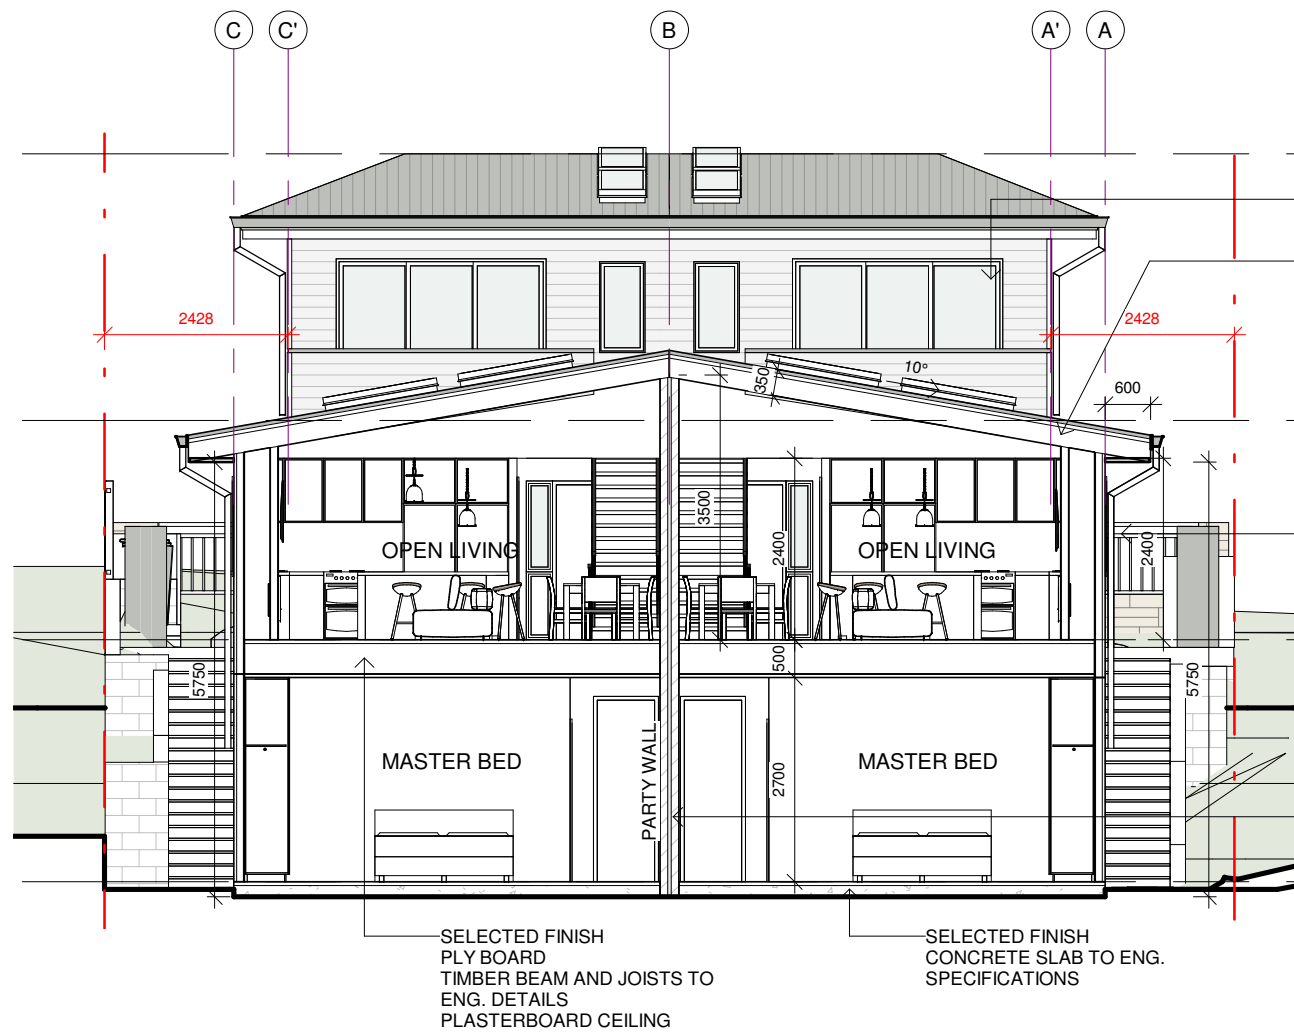 C C' B A' A
2428
2428
10°
350
600
3500
2400
2400
OPEN LIVING
OPEN LIVING
500
5750
5750
MASTER BED
MASTER BED
PARTY WALL
2700
SELECTED FINISH
PLY BOARD
TIMBER BEAM AND JOISTS TO
ENG. DETAILS
PLASTERBOARD CEILING
SELECTED FINISH
CONCRETE SLAB TO ENG.
SPECIFICATIONS